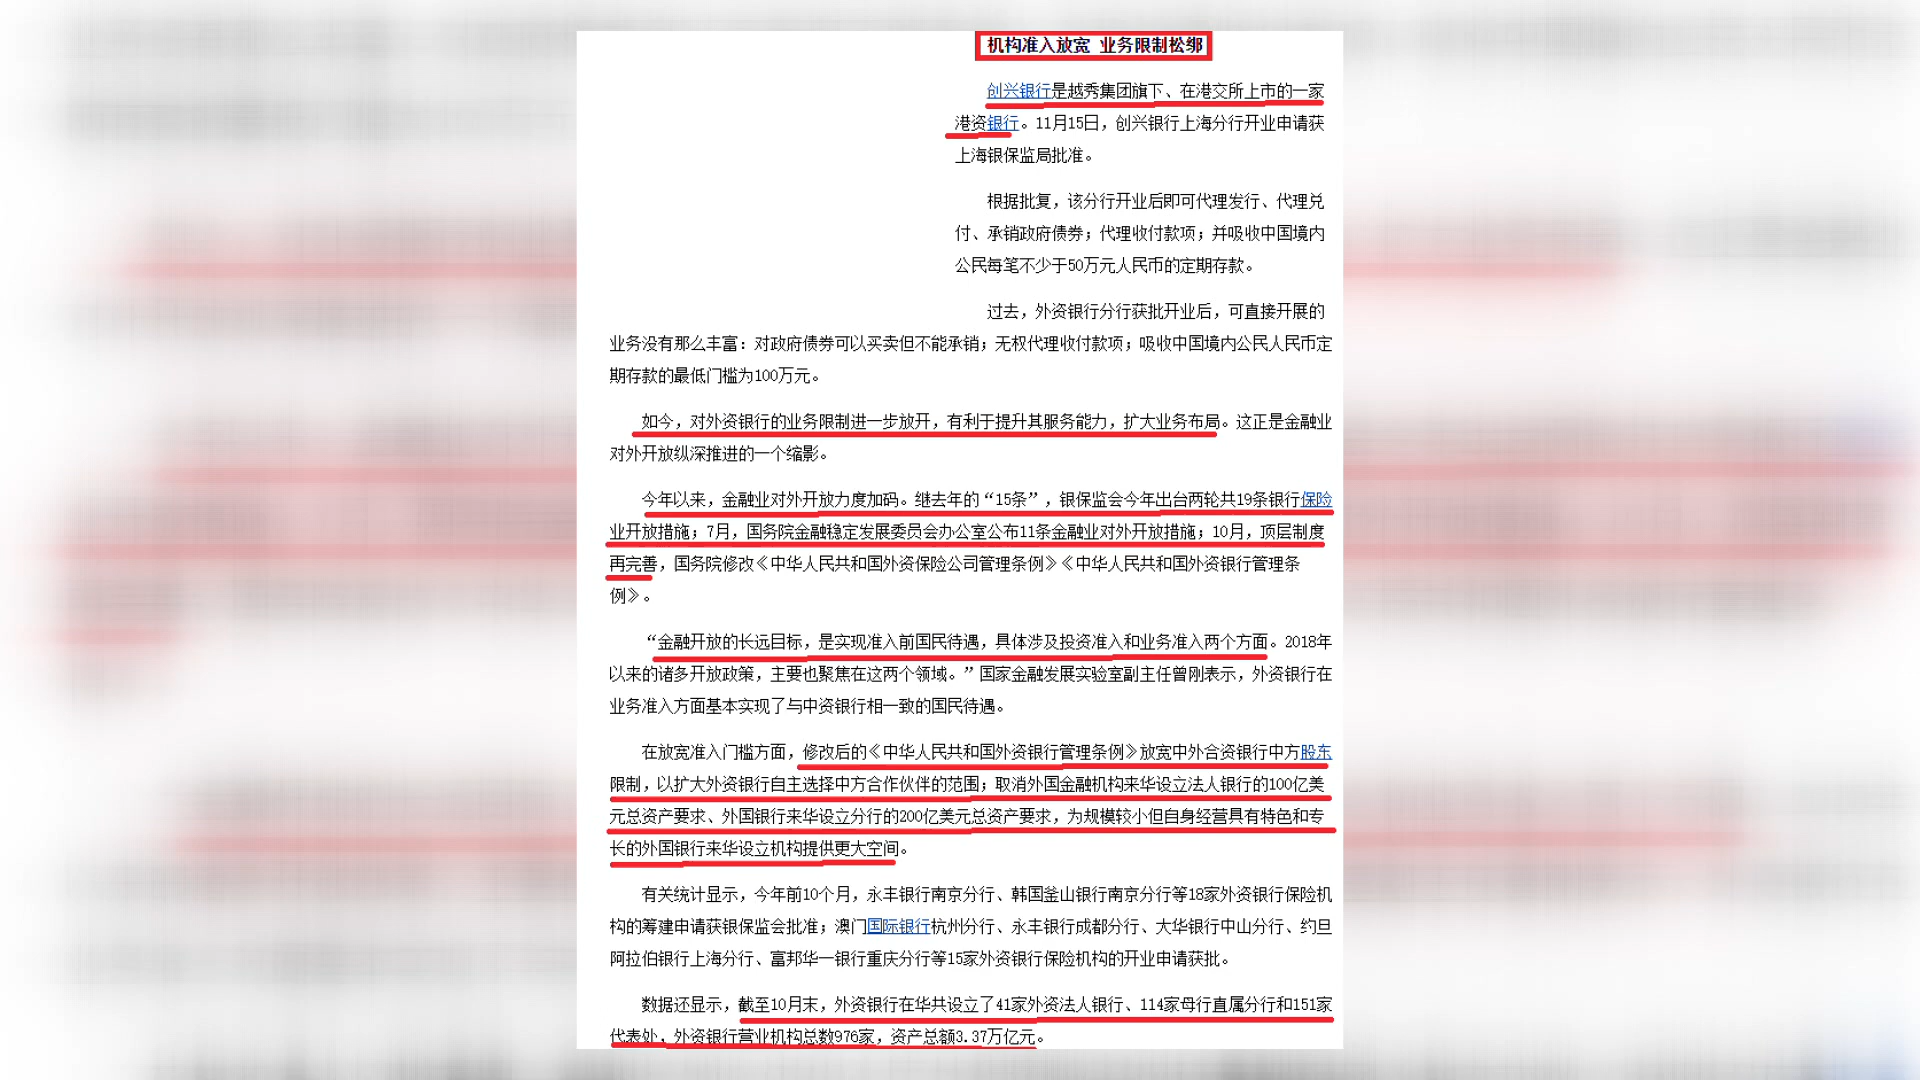 机构准入放宽 业务限制松绑
创兴银行是越秀集团旗下、在港交所上市的一家
港资银行。11月15日，创兴银行上海分行开业申请获
上海银保监局批准。
根据批复，该分行开业后即可代理发行、代理兑
付、承销政府债券；代理收付款项；并吸收中国境内
公民每笔不少于50万元人民币的定期存款。
过去，外资银行分行获批开业后，可直接开展的
业务没有那么丰富：对政府债券可以买卖但不能承销；无权代理收付款项；吸收中国境内公民人民币定
期存款的最低门槛为100万元。
如今，对外资银行的业务限制进一步放开，有利于提升其服务能力，扩大业务布局。这正是金融业
对外开放纵深推进的一个缩影。
今年以来，金融业对外开放力度加码。继去年的“15条”，银保监会今年出台两轮共19条银行保险
业开放措施；7月，国务院金融稳定发展委员会办公室公布11条金融业对外开放措施；10月，顶层制度
再完善，国务院修改《中华人民共和国外资保险公司管理条例》《中华人民共和国外资银行管理条
例》。
“金融开放的长远目标，是实现准入前国民待遇，具体涉及投资准入和业务准入两个方面。2018年
以来的诸多开放政策，主要也聚焦在这两个领域。”国家金融发展实验室副主任曾刚表示，外资银行在
业务准入方面基本实现了与中资银行相一致的国民待遇。
在放宽准入门槛方面，修改后的《中华人民共和国外资银行管理条例》放宽中外合资银行中方股东
限制，以扩大外资银行自主选择中方合作伙伴的范围；取消外国金融机构来华设立法人银行的100亿美
元总资产要求、外国银行来华设立分行的200亿美元总资产要求，为规模较小但自身经营具有特色和专
长的外国银行来华设立机构提供更大空间。
有关统计显示，今年前10个月，永丰银行南京分行、韩国釜山银行南京分行等18家外资银行保险机
构的筹建申请获银保监会批准；澳门国际银行杭州分行、永丰银行成都分行、大华银行中山分行、约旦
阿拉伯银行上海分行、富邦华一银行重庆分行等15家外资银行保险机构的开业申请获批。
数据还显示，截至10月末，外资银行在华共设立了41家外资法人银行、114家母行直属分行和151家
代表处，外资银行营业机构总数976家，资产总额3.37万亿元。